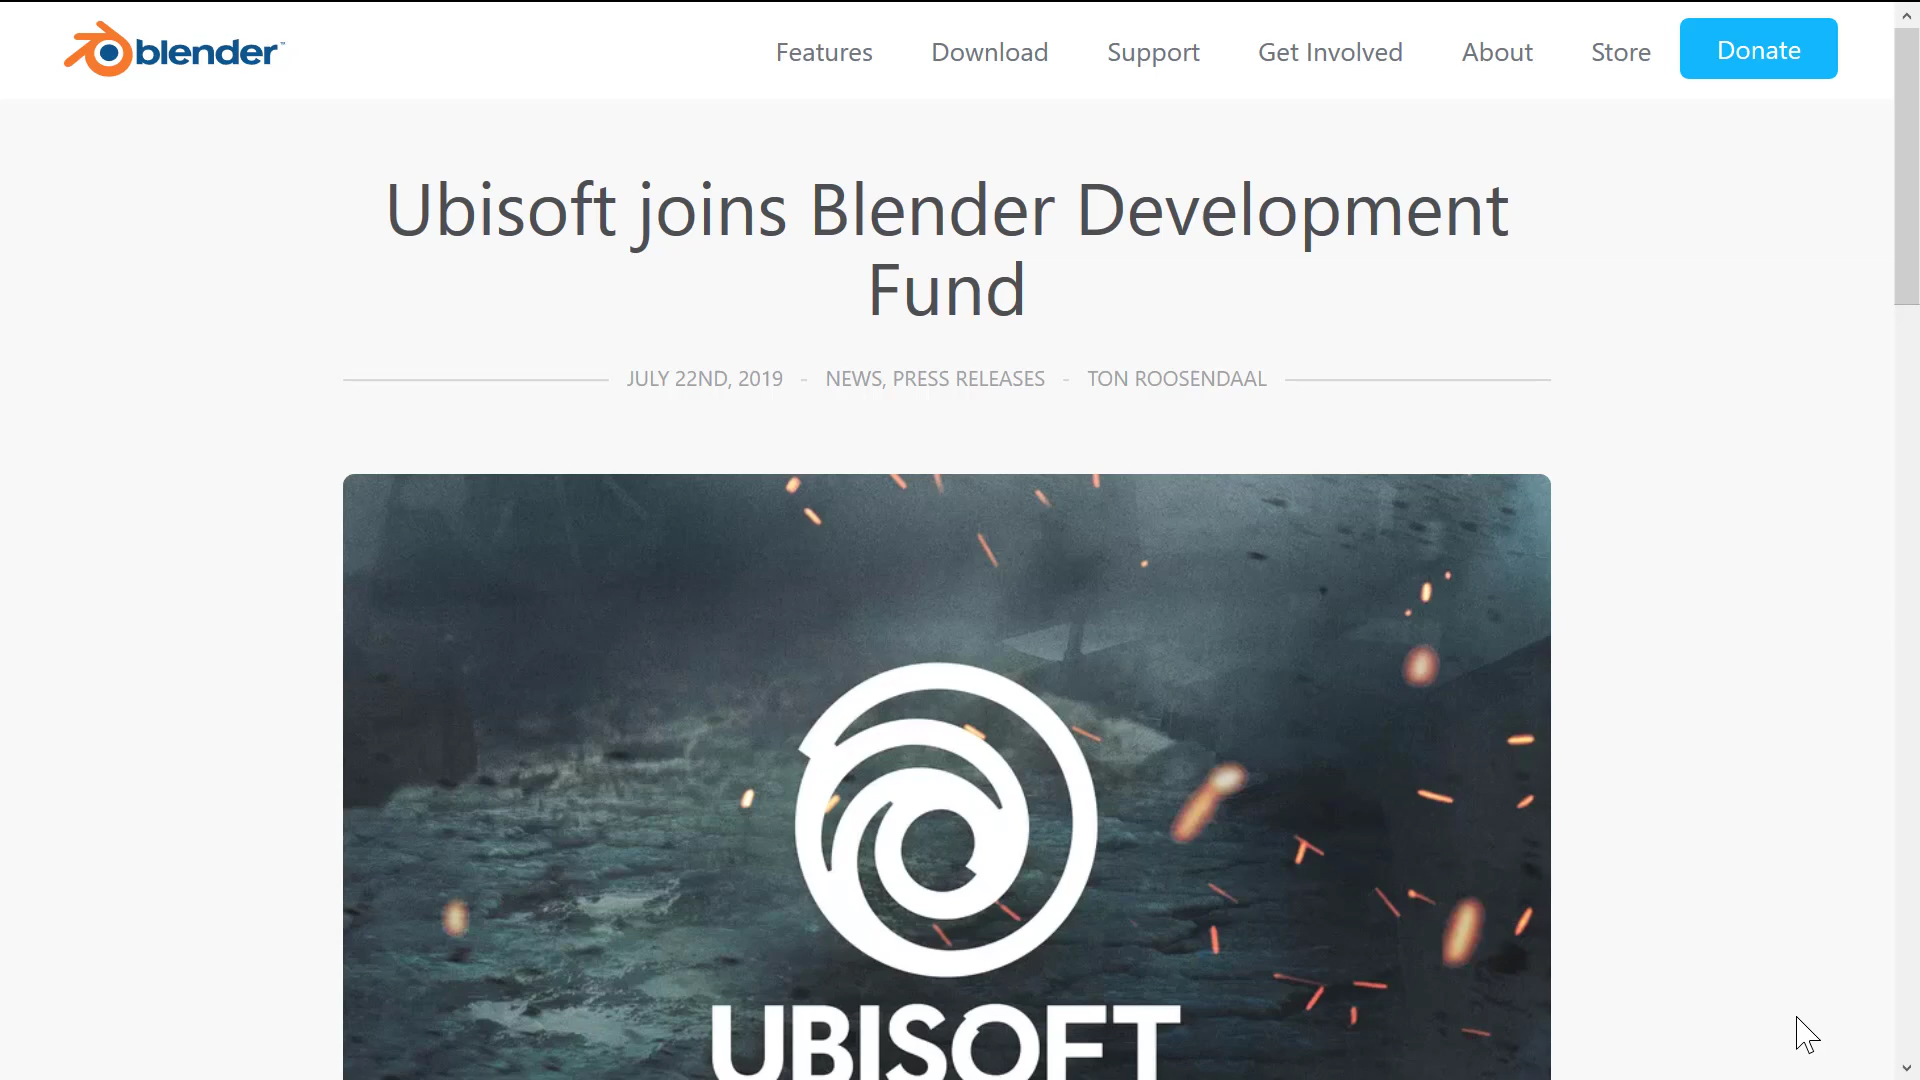 blender™
Features Download Support Get Involved About Store Donate
Ubisoft joins Blender Development
Fund
JULY 22ND, 2019 - NEWS, PRESS RELEASES - TON ROOSENDAAL
UBISOFT